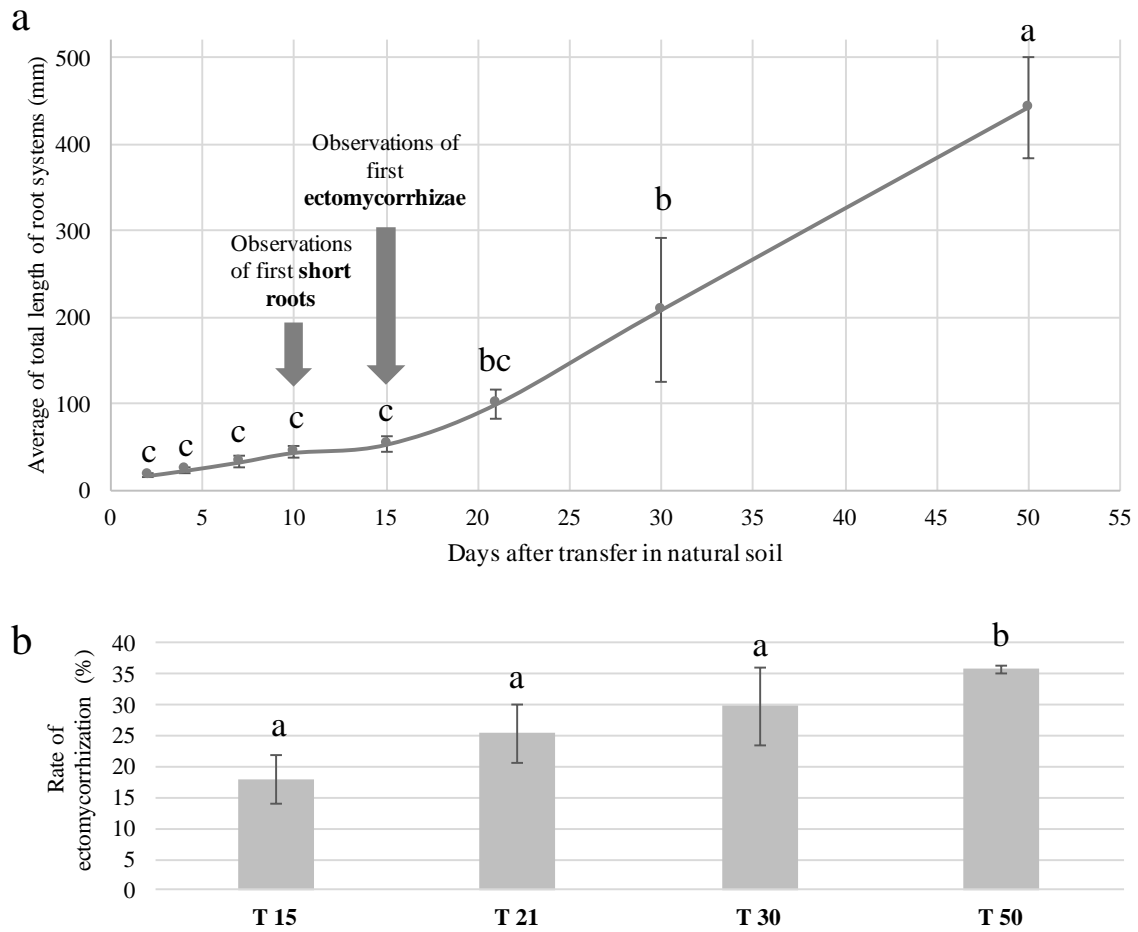 a
Average of total length of root systems (mm)
500
400
300
200
100
0
Observations of
first
ectomycorrhizae
Observations
of first short
roots
c
c
c
c
c
bc
b
a
0 5 10 15 20 25 30 35 40 45 50 55
Days after transfer in natural soil
b
Rate of
ectomycorrhization (%)
40
35
30
25
20
15
10
5
0
a
a
a
b
T 15 T 21 T 30 T 50